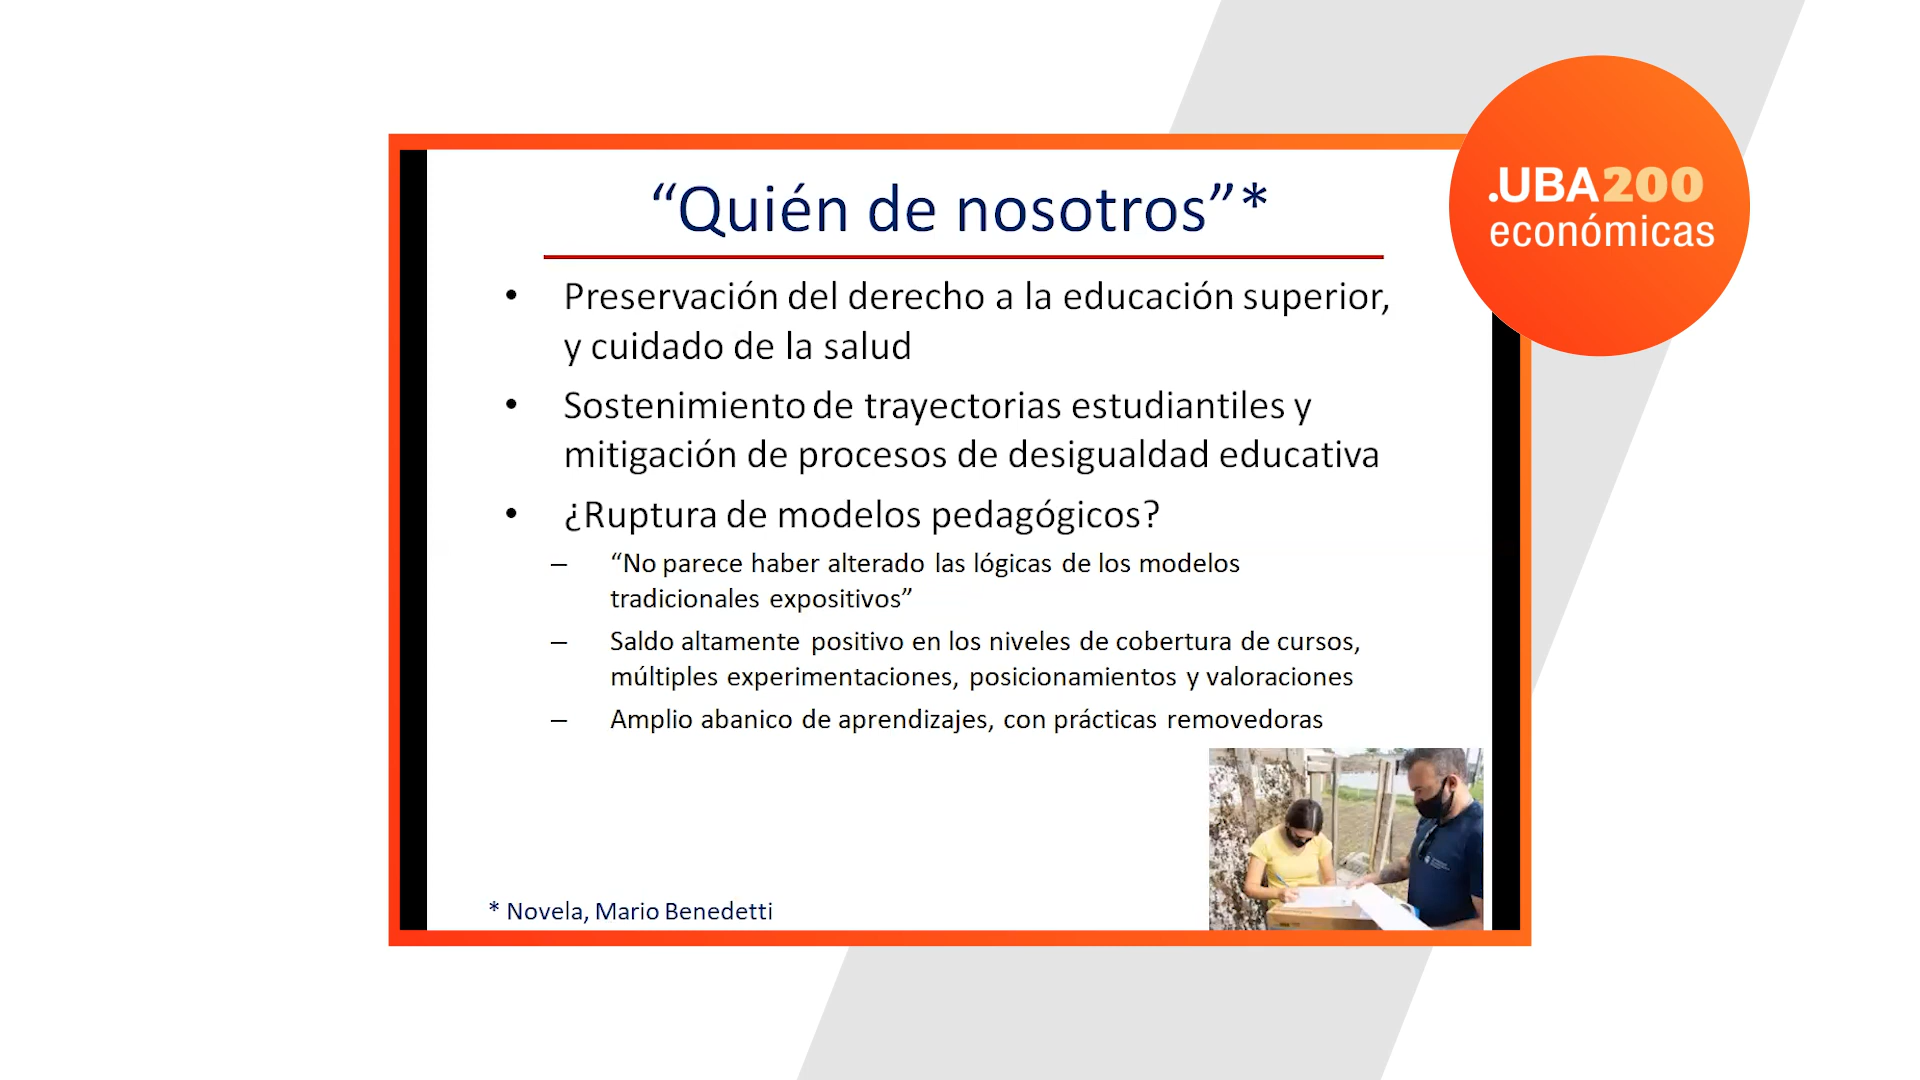 “Quién de nosotros”*
.UBA200
económicas
• Preservación del derecho a la educación superior,
y cuidado de la salud
• Sostenimiento de trayectorias estudiantiles y
mitigación de procesos de desigualdad educativa
• ¿Ruptura de modelos pedagógicos?
– “No parece haber alterado las lógicas de los modelos
tradicionales expositivos”
– Saldo altamente positivo en los niveles de cobertura de cursos,
múltiples experimentaciones, posicionamientos y valoraciones
– Amplio abanico de aprendizajes, con prácticas removedoras
* Novela, Mario Benedetti